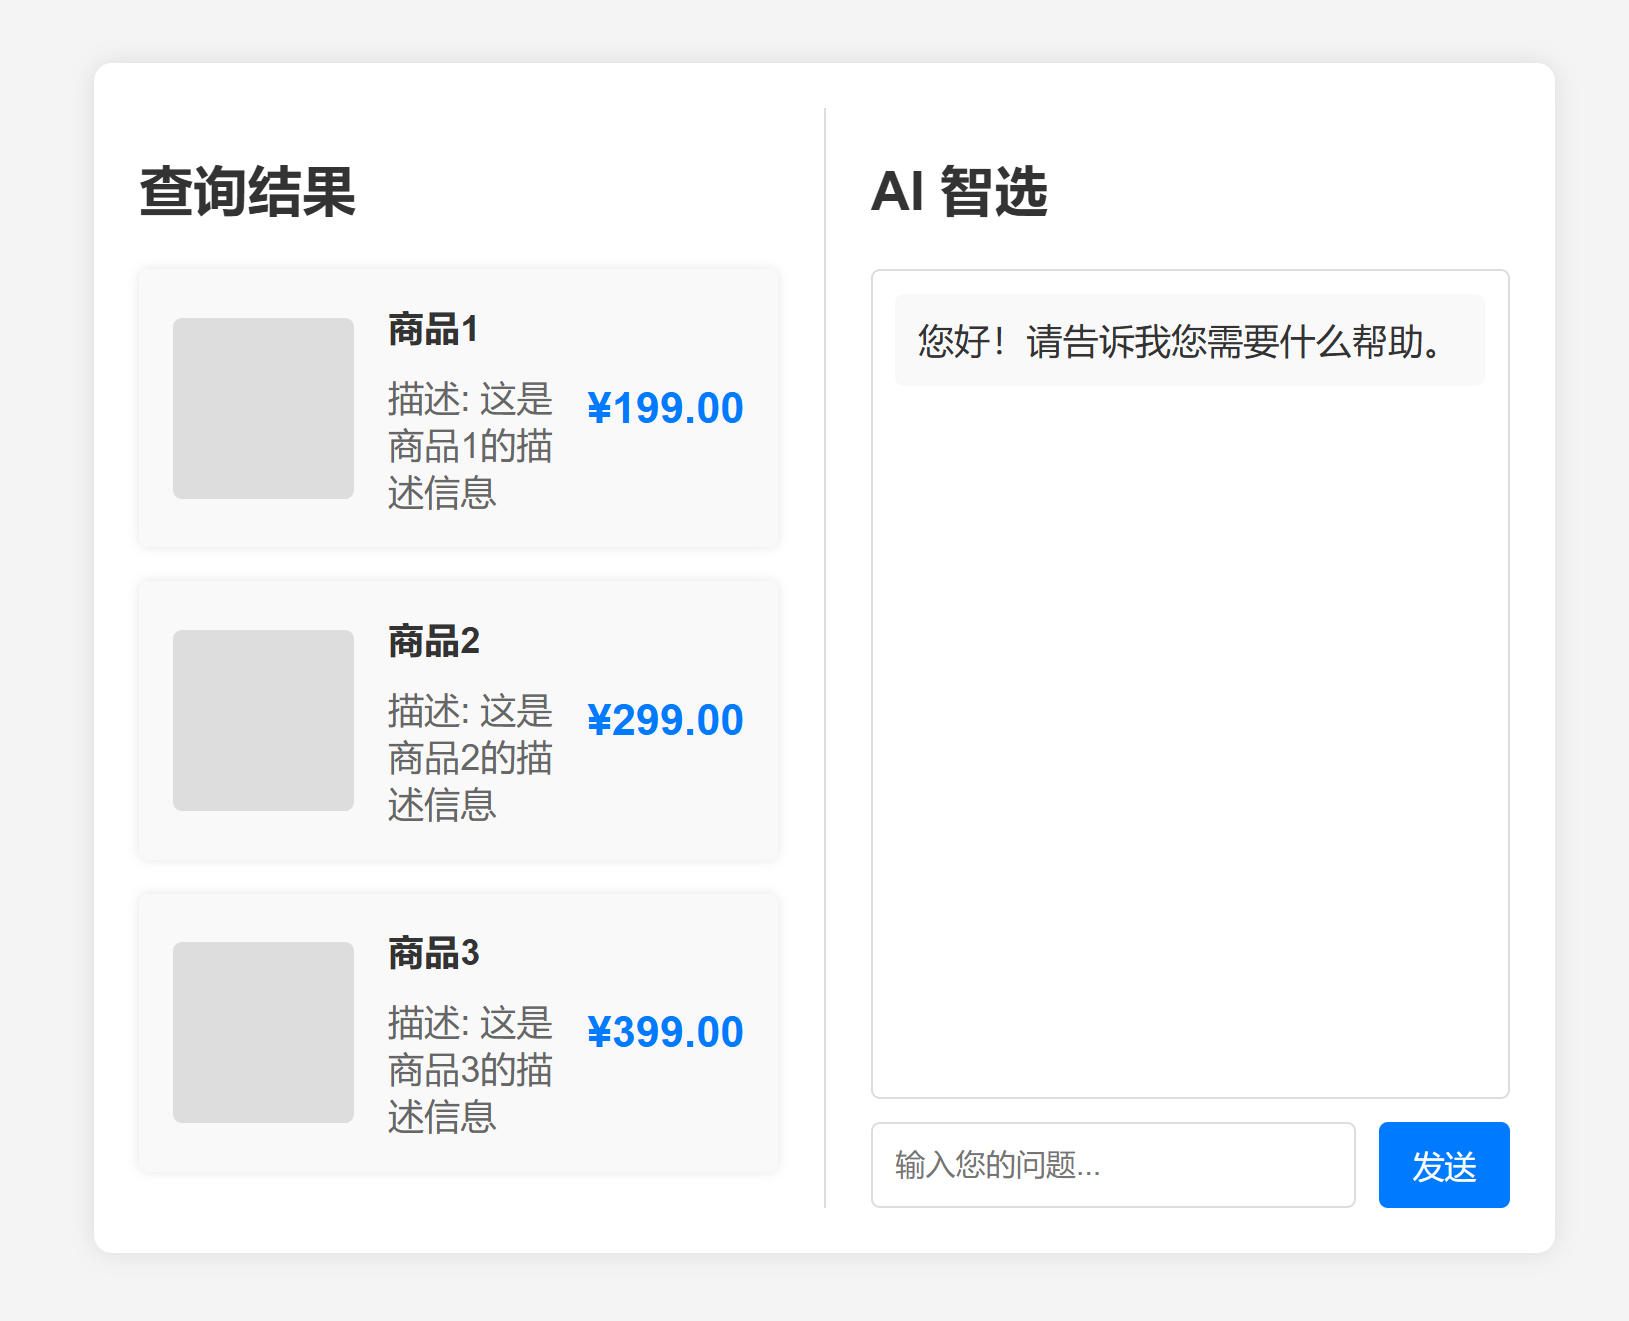 查询结果
商品1
描述: 这是
商品1的描
述信息
¥199.00
商品2
描述: 这是
商品2的描
述信息
¥299.00
商品3
描述: 这是
商品3的描
述信息
¥399.00
AI 智选
您好！请告诉我您需要什么帮助。
输入您的问题...
发送